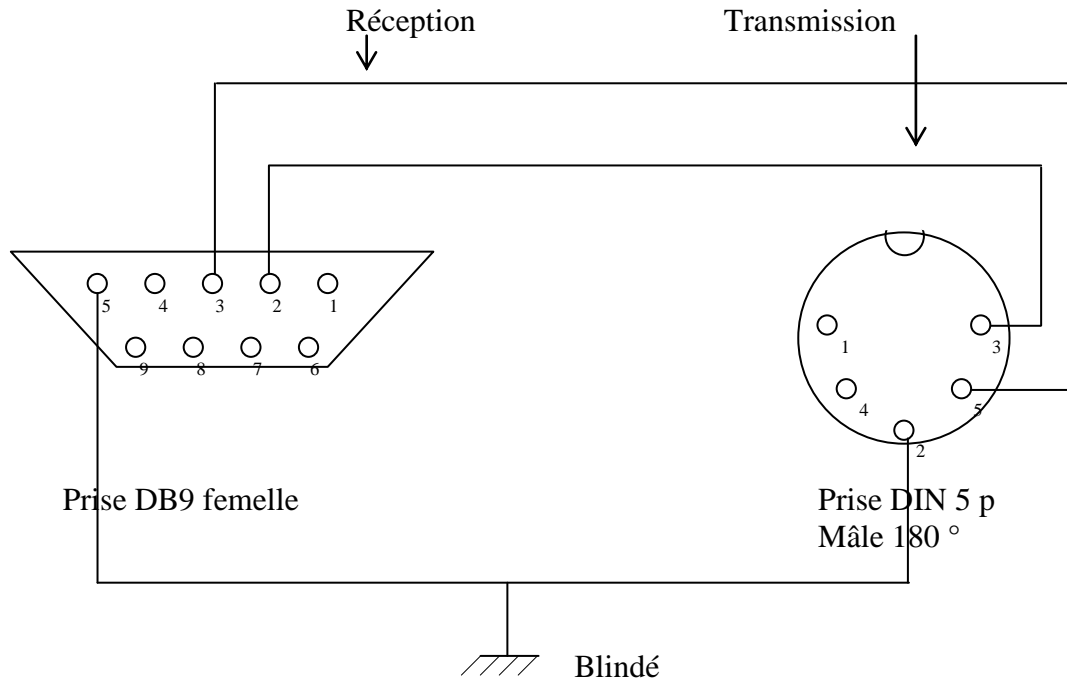 Réception
Transmission
5 4 3 2 1
9 8 7 6
1 3
4 5
2
Prise DB9 femelle
Prise DIN 5 p
Mâle 180 °
Blindé